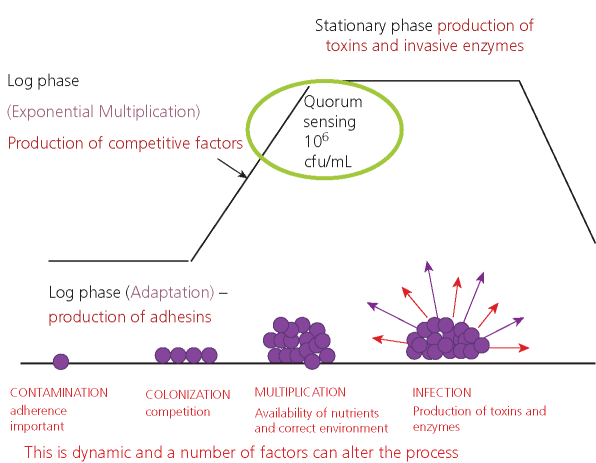 Stationary phase production of
toxins and invasive enzymes
Log phase
(Exponential Multiplication)
Production of competitive factors
Quorum
sensing
10⁶
cfu/mL
Log phase (Adaptation) –
production of adhesins
CONTAMINATION
adherence
important
COLONIZATION
competition
MULTIPLICATION
Availability of nutrients
and correct environment
INFECTION
Production of toxins and
enzymes
This is dynamic and a number of factors can alter the process